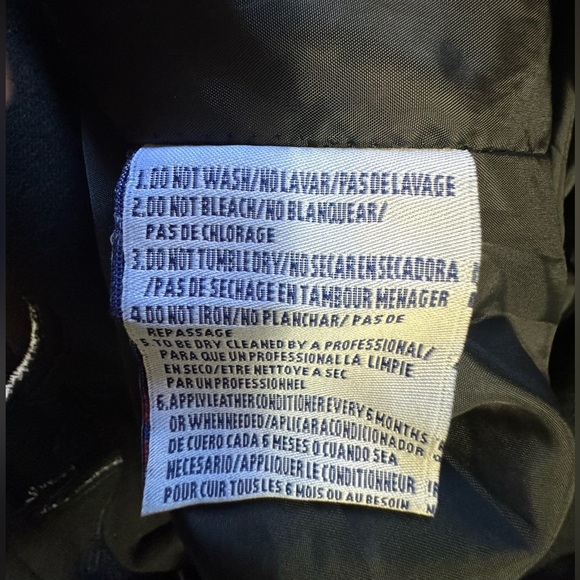 1.DO NOT WASH/NO LAVAR/PAS DE LAVAGE
2.DO NOT BLEACH/NO BLANQUEAR/
PAS DE CHLORAGE
3.DO NOT TUMBLE DRY/NO SECAR EN SECADORA
/PAS DE SECHAGE EN TAMBOUR MENAGER
4.DO NOT IRON/NO PLANCHAR/PAS DE
REPASSAGE
5.TO BE DRY CLEANED BY A PROFESSIONAL/
PARA QUE UN PROFESSIONAL LA LIMPIE
EN SECO/ETRE NETTOYE A SEC
PAR UN PROFESSIONNEL
6.APPLY LEATHER CONDITIONER EVERY 6 MONTHS
OR WHEN NEEDED/APLICAR ACONDICIONADOR
DE CUERO CADA 6 MESES O CUANDO SEA
NECESARIO/APPLIQUER LE CONDITIONNEUR
POUR CUIR TOUS LES 6 MOIS OU AU BESOIN